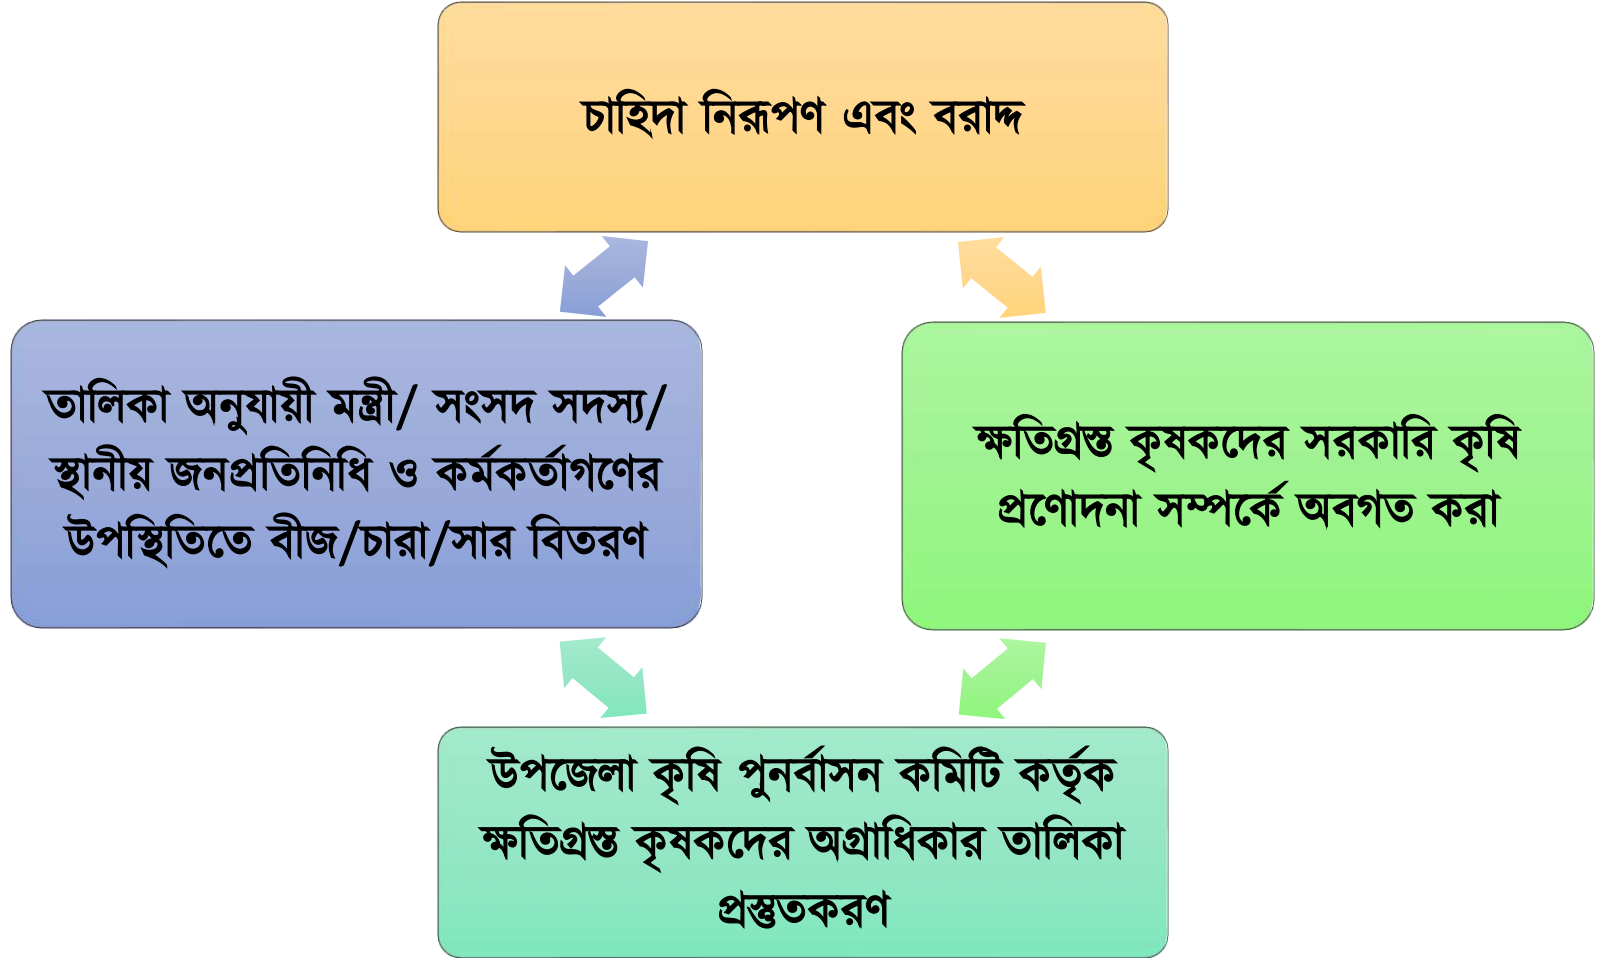 চাহিদা নিরূপণ এবং বরাদ্দ
তালিকা অনুযায়ী মন্ত্রী/ সংসদ সদস্য/
স্থানীয় জনপ্রতিনিধি ও কর্মকর্তাগণের
উপস্থিতিতে বীজ/চারা/সার বিতরণ
ক্ষতিগ্রস্ত কৃষকদের সরকারি কৃষি
প্রণোদনা সম্পর্কে অবগত করা
উপজেলা কৃষি পুনর্বাসন কমিটি কর্তৃক
ক্ষতিগ্রস্ত কৃষকদের অগ্রাধিকার তালিকা
প্রস্তুতকরণ